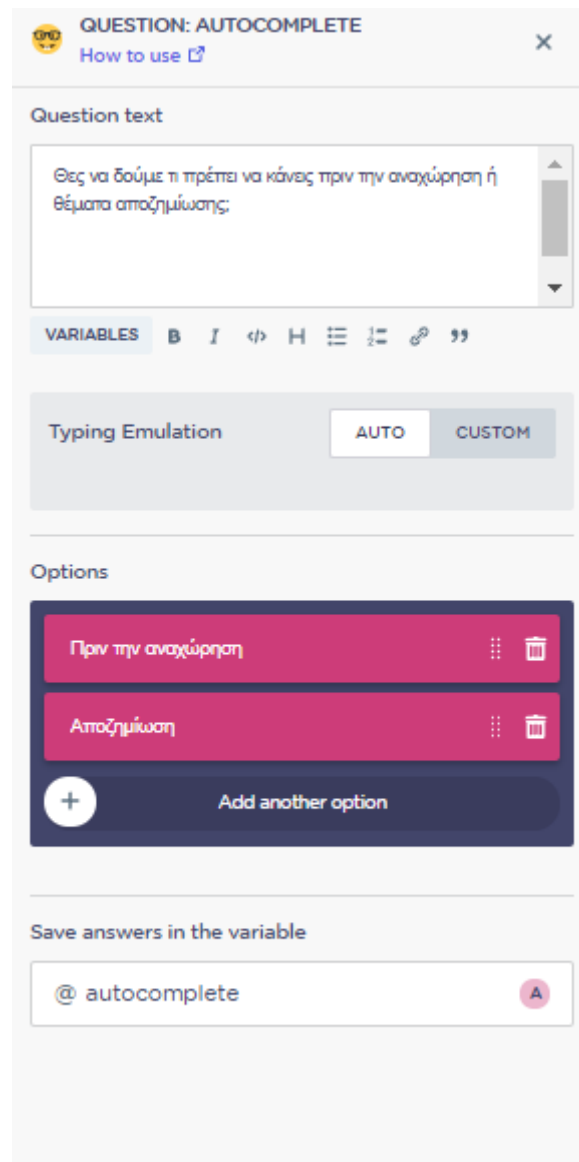 QUESTION: AUTOCOMPLETE
How to use
Question text
Θες να δούμε τι πρέπει να κάνεις πριν την αναχώρηση ή
θέματα αποζημίωσης;
VARIABLES B I </> H
Typing Emulation
AUTO CUSTOM
Options
Πριν την αναχώρηση
Αποζημίωση
+ Add another option
Save answers in the variable
@ autocomplete A